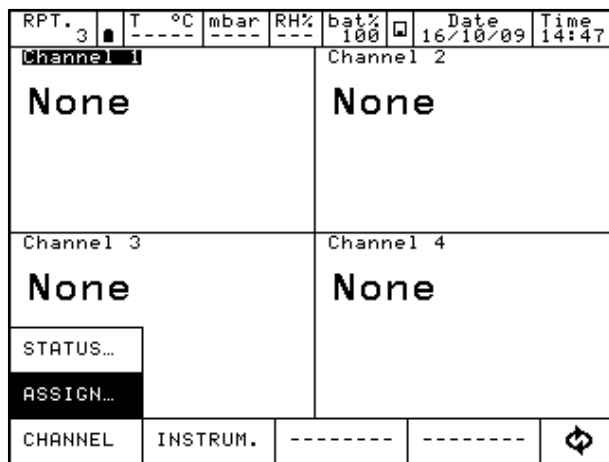 RPT. T °C mbar RH% bat% Date Time
3 ----- ---- --- 100 16/10/09 14:47
Channel 1 Channel 2
None None
Channel 3 Channel 4
None None
STATUS…
ASSIGN…
CHANNEL INSTRUM. -------- --------